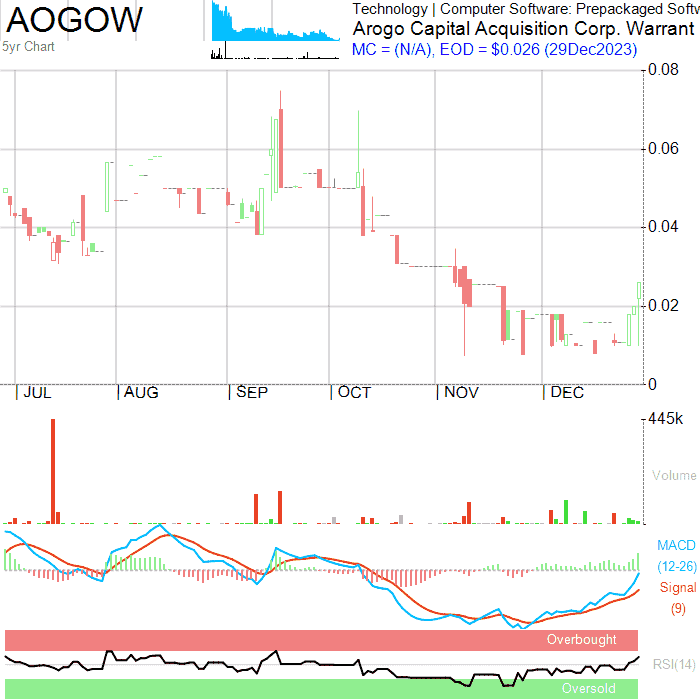 AOGOW
5yr Chart
Technology | Computer Software: Prepackaged Softw
Arogo Capital Acquisition Corp. Warrant
MC = (N/A), EOD = $0.026 (29Dec2023)
0.08
0.06
0.04
0.02
0
JUL AUG SEP OCT NOV DEC
445k
Volume
MACD
(12-26)
Signal
(9)
Overbought
RSI(14)
Oversold